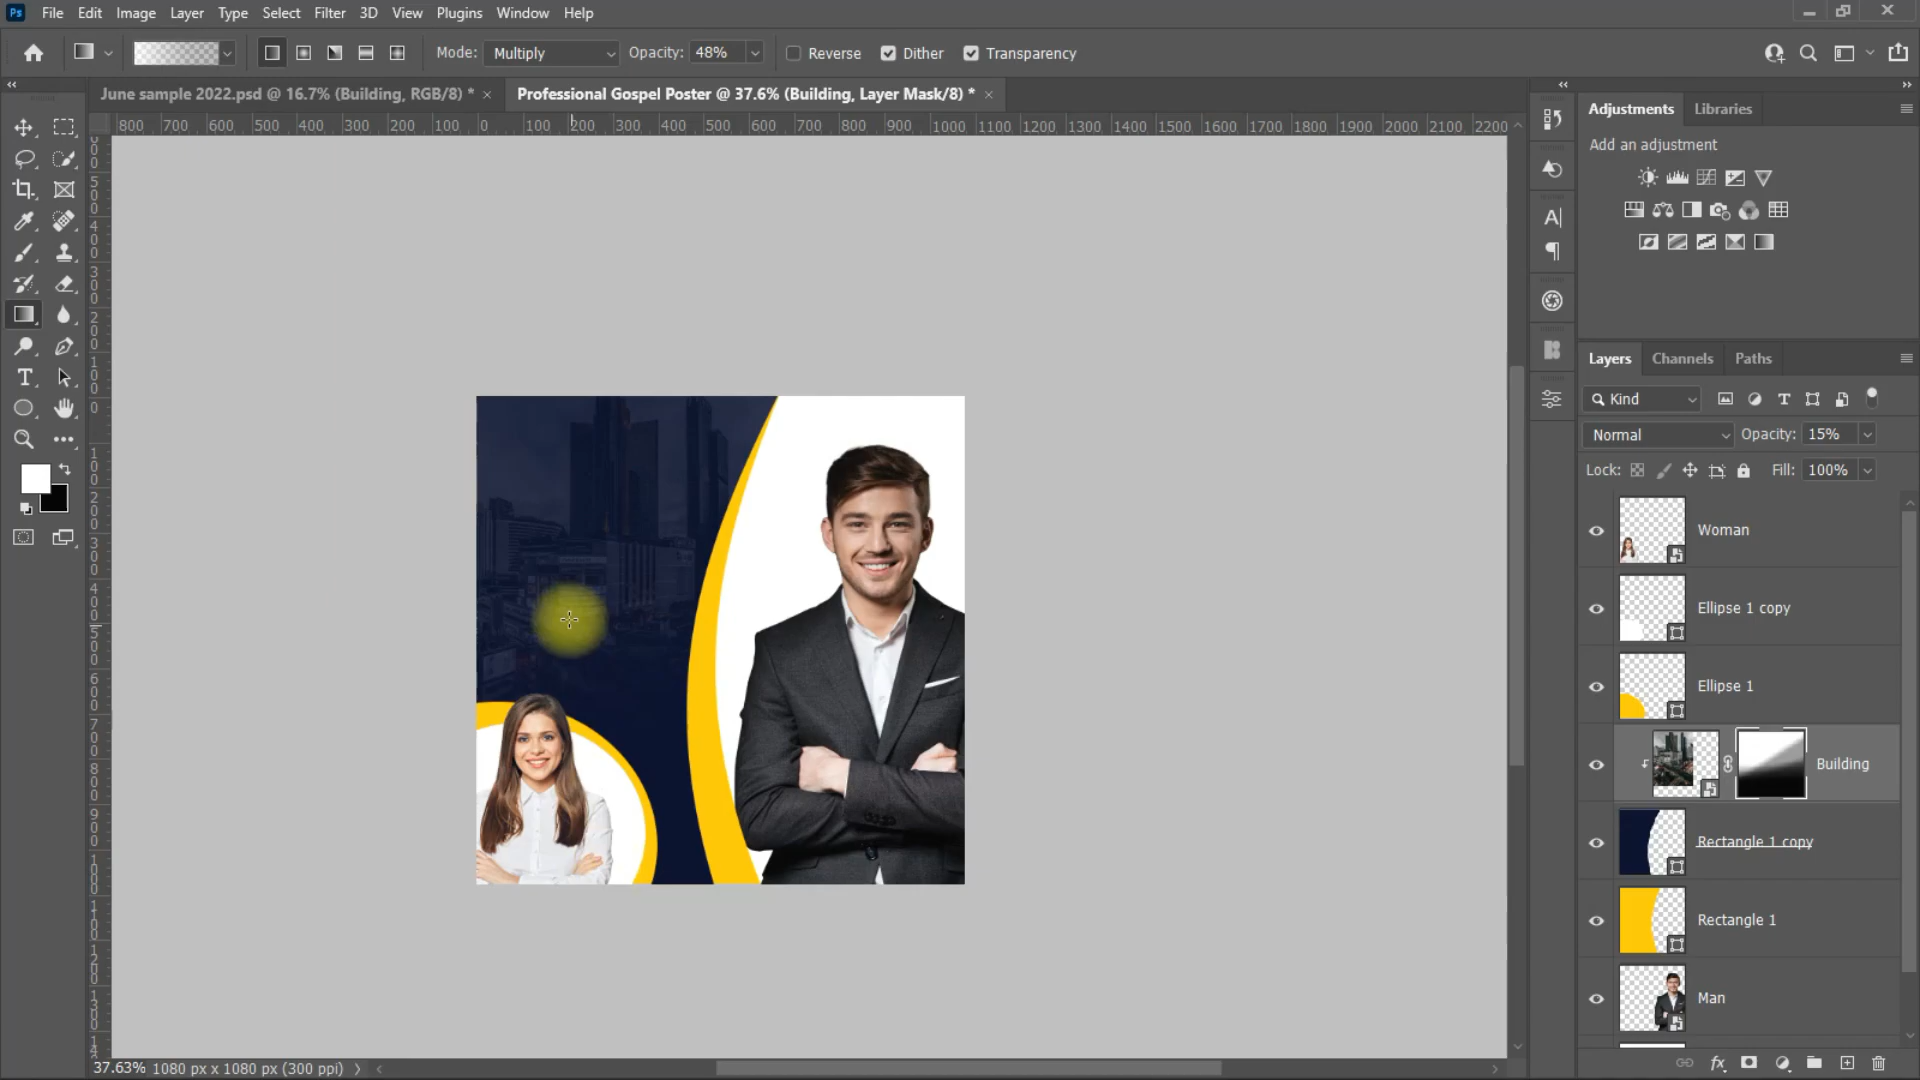 Ps File Edit Image Layer Type Select Filter 3D View Plugins Window Help
Mode: Multiply Opacity: 48% Reverse Dither Transparency
June sample 2022.psd @ 16.7% (Building, RGB/8) * × Professional Gospel Poster @ 37.6% (Building, Layer Mask/8) * ×
800 700 600 500 400 300 200 100 0 100 200 300 400 500 600 700 800 900 1000 1100 1200 1300 1400 1500 1600 1700 1800 1900 2000 2100 2200
Adjustments Libraries
Add an adjustment
Layers Channels Paths
Kind
Normal Opacity: 15%
Lock: Fill: 100%
Woman
Ellipse 1 copy
Ellipse 1
Building
Rectangle 1 copy
Rectangle 1
Man
37.63% 1080 px x 1080 px (300 ppi)